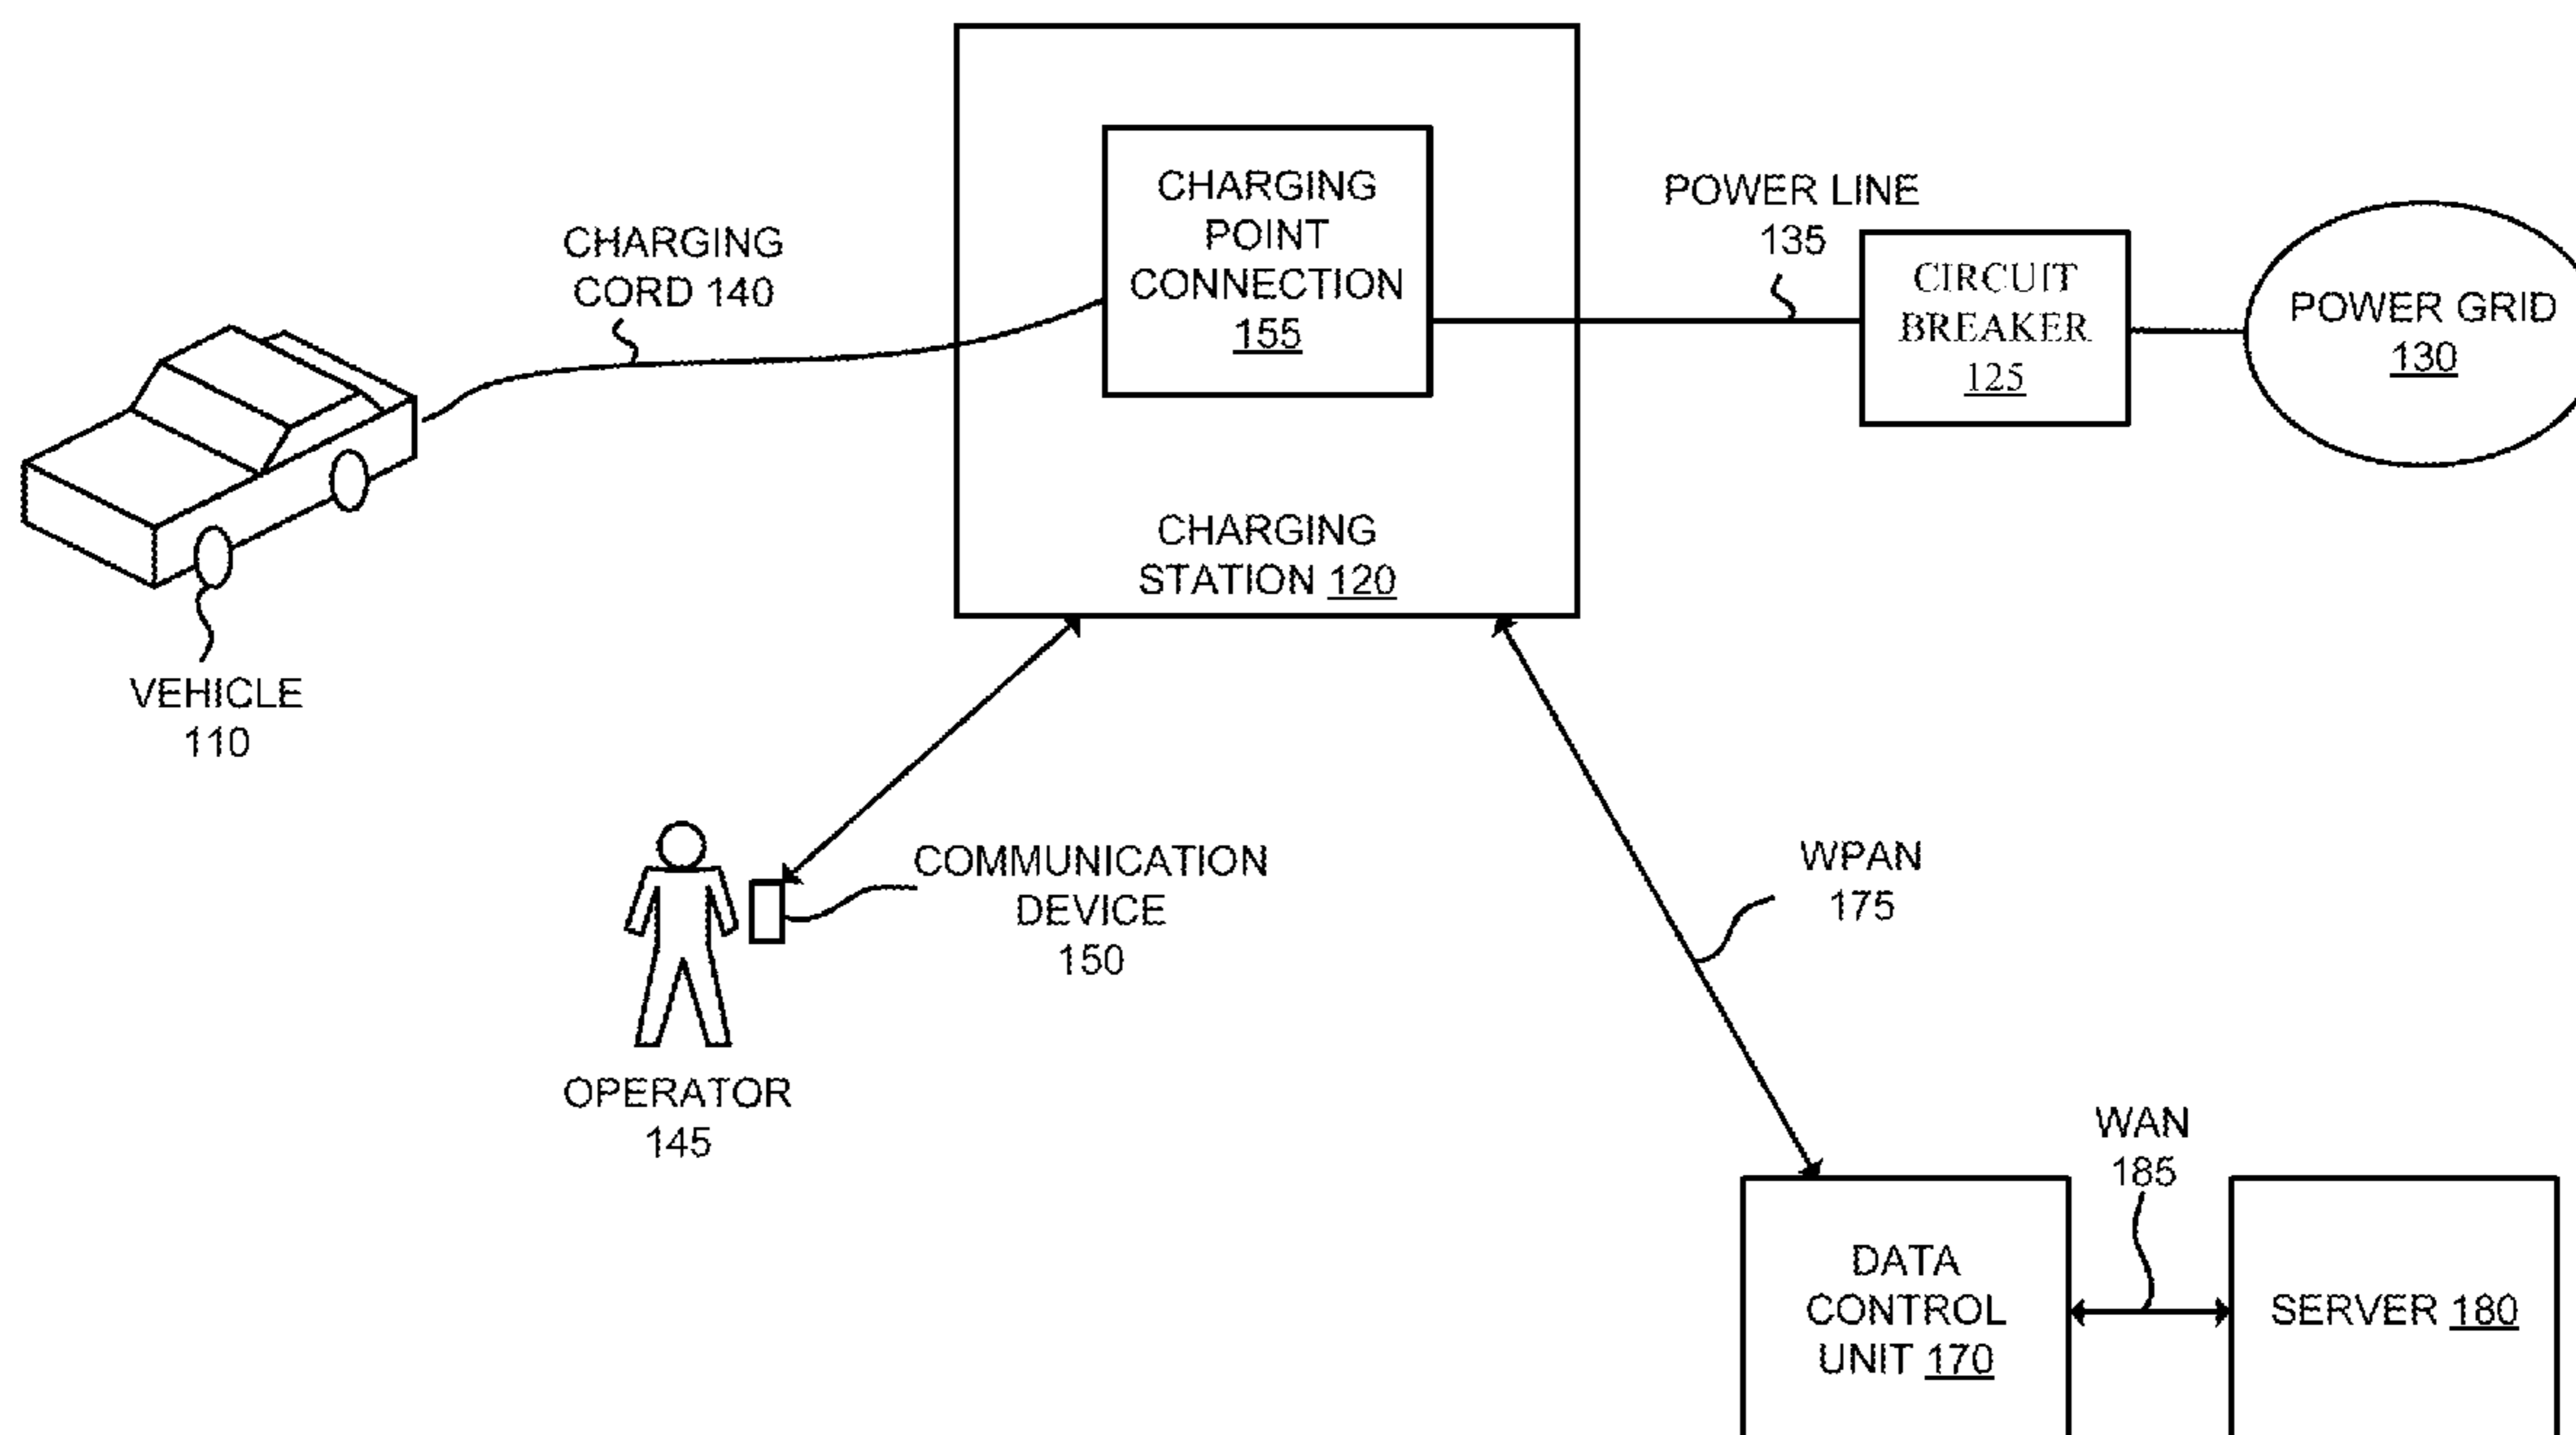 CHARGING
POINT
CONNECTION
155
POWER LINE
135
CHARGING
CORD 140
CIRCUIT
BREAKER
125
POWER GRID
130
CHARGING
STATION 120
VEHICLE
110
COMMUNICATION
DEVICE
150
WPAN
175
OPERATOR
145
WAN
185
DATA
CONTROL
UNIT 170
SERVER 180